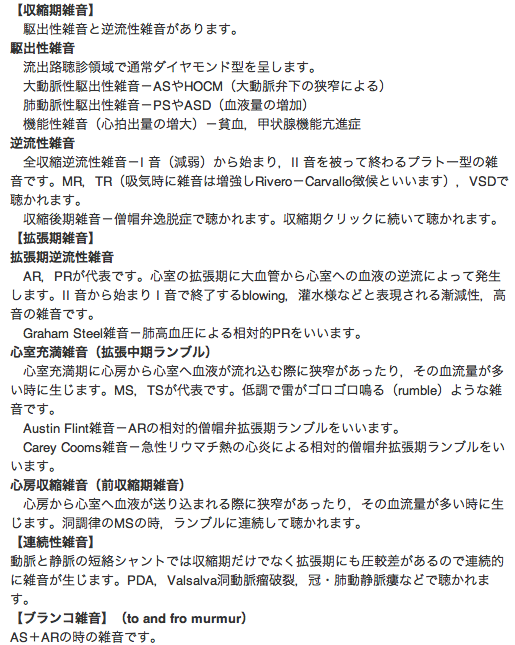 【収縮期雑音】
駆出性雑音と逆流性雑音があります。
駆出性雑音
流出路聴診領域で通常ダイヤモンド型を呈します。
大動脈性駆出性雑音－ASやHOCM（大動脈弁下の狭窄による）
肺動脈性駆出性雑音－PSやASD（血液量の増加）
機能性雑音（心拍出量の増大）－貧血，甲状腺機能亢進症
逆流性雑音
全収縮逆流性雑音－I 音（減弱）から始まり，II 音を被って終わるプラトー型の雑
音です。MR，TR（吸気時に雑音は増強しRivero－Carvallo徴候といいます），VSDで
聴かれます。
収縮後期雑音－僧帽弁逸脱症で聴かれます。収縮期クリックに続いて聴かれます。
【拡張期雑音】
拡張期逆流性雑音
AR，PRが代表です。心室の拡張期に大血管から心室への血液の逆流によって発生
します。II 音から始まり I 音で終了するblowing，灌水様などと表現される漸減性，高
音の雑音です。
Graham Steel雑音－肺高血圧による相対的PRをいいます。
心室充満雑音（拡張中期ランブル）
心室充満期に心房から心室へ血液が流れ込む際に狭窄があったり，その血流量が多
い時に生じます。MS，TSが代表です。低調で雷がゴロゴロ鳴る（rumble）ような雑
音です。
Austin Flint雑音－ARの相対的僧帽弁拡張期ランブルをいいます。
Carey Cooms雑音－急性リウマチ熱の心炎による相対的僧帽弁拡張期ランブルをい
います。
心房収縮雑音（前収縮期雑音）
心房から心室へ血液が送り込まれる際に狭窄があったり，その血流量が多い時に生
じます。洞調律のMSの時，ランブルに連続して聴かれます。
【連続性雑音】
動脈と静脈の短絡シャントでは収縮期だけでなく拡張期にも圧較差があるので連続的
に雑音が生じます。PDA，Valsalva洞動脈瘤破裂，冠・肺動静脈瘻などで聴かれま
す。
【ブランコ雑音】（to and fro murmur）
AS＋ARの時の雑音です。